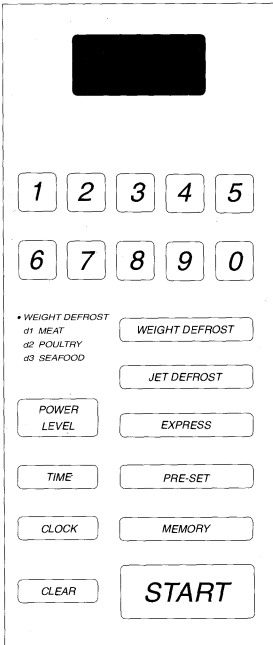 1 2 3 4 5
6 7 8 9 0
• WEIGHT DEFROST
d1 MEAT
d2 POULTRY
d3 SEAFOOD
WEIGHT DEFROST
JET DEFROST
POWER
LEVEL
EXPRESS
TIME
PRE-SET
CLOCK
MEMORY
CLEAR
START